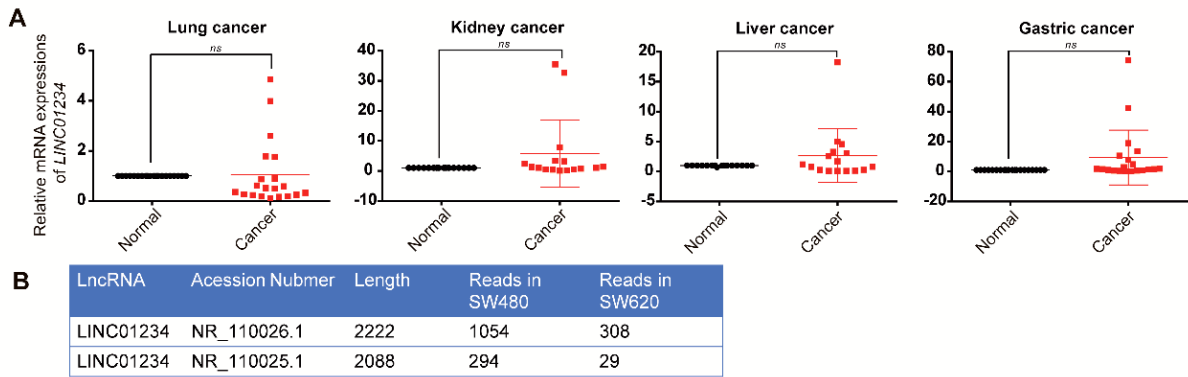 A
Lung cancer
Relative mRNA expressions
of LINC01234
6
4
2
0
ns
Normal
Cancer
Kidney cancer
40
30
20
10
0
-10
ns
Normal
Cancer
Liver cancer
20
15
10
5
0
-5
ns
Normal
Cancer
Gastric cancer
80
60
40
20
0
-20
ns
Normal
Cancer
B
LncRNA Acession Nubmer Length Reads in SW480 Reads in SW620
LINC01234 NR_110026.1 2222 1054 308
LINC01234 NR_110025.1 2088 294 29